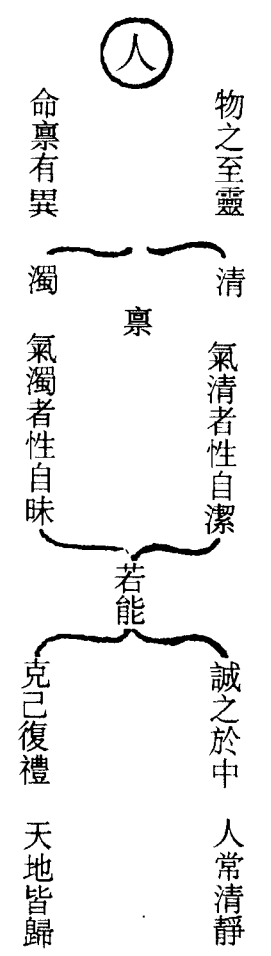 人
物之至靈
命禀有異
清
濁
禀
氣清者性自潔
氣濁者性自昧
若能
誠之於中
克己復禮
人常清靜
天地皆歸